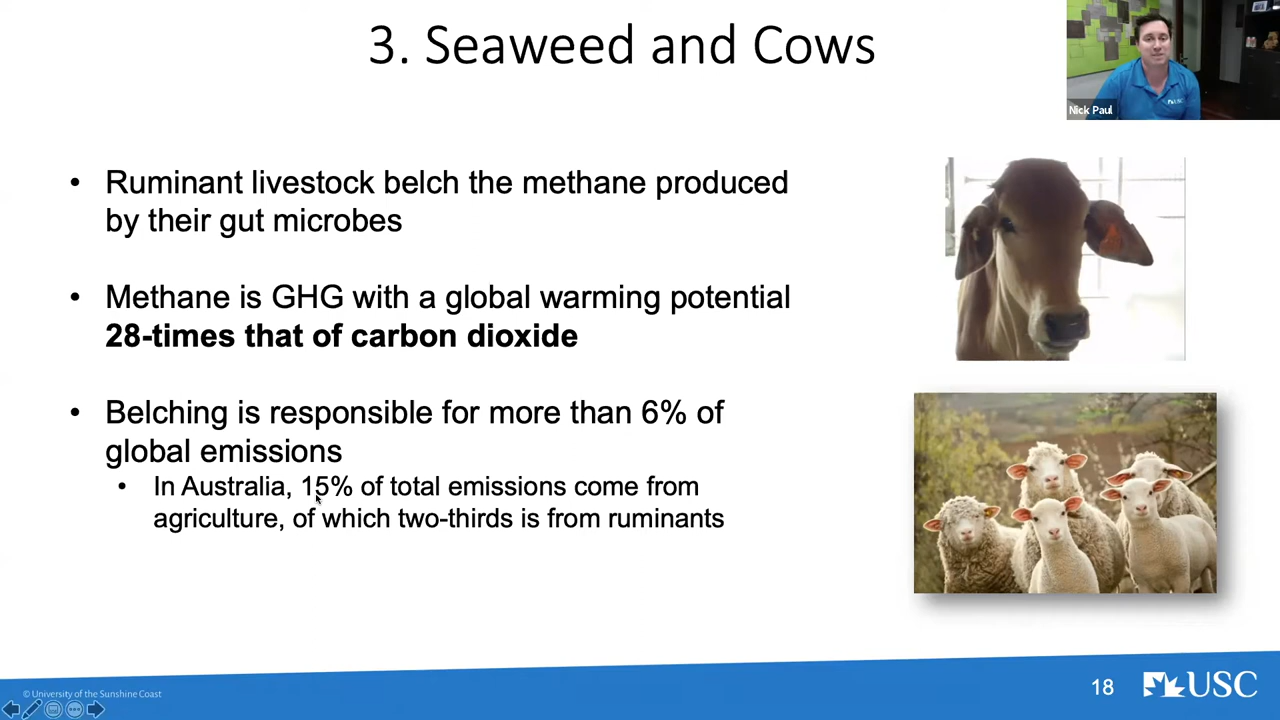 3. Seaweed and Cows
USC
Nick Paul
• Ruminant livestock belch the methane produced
by their gut microbes
• Methane is GHG with a global warming potential
28-times that of carbon dioxide
• Belching is responsible for more than 6% of
global emissions
• In Australia, 15% of total emissions come from
agriculture, of which two-thirds is from ruminants
© University of the Sunshine Coast
18
USC